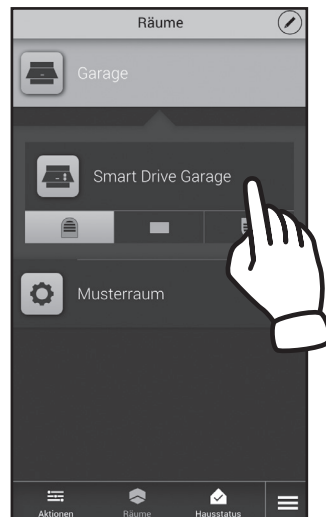 Räume
Garage
Smart Drive Garage
Musterraum
Aktionen Räume Hausstatus